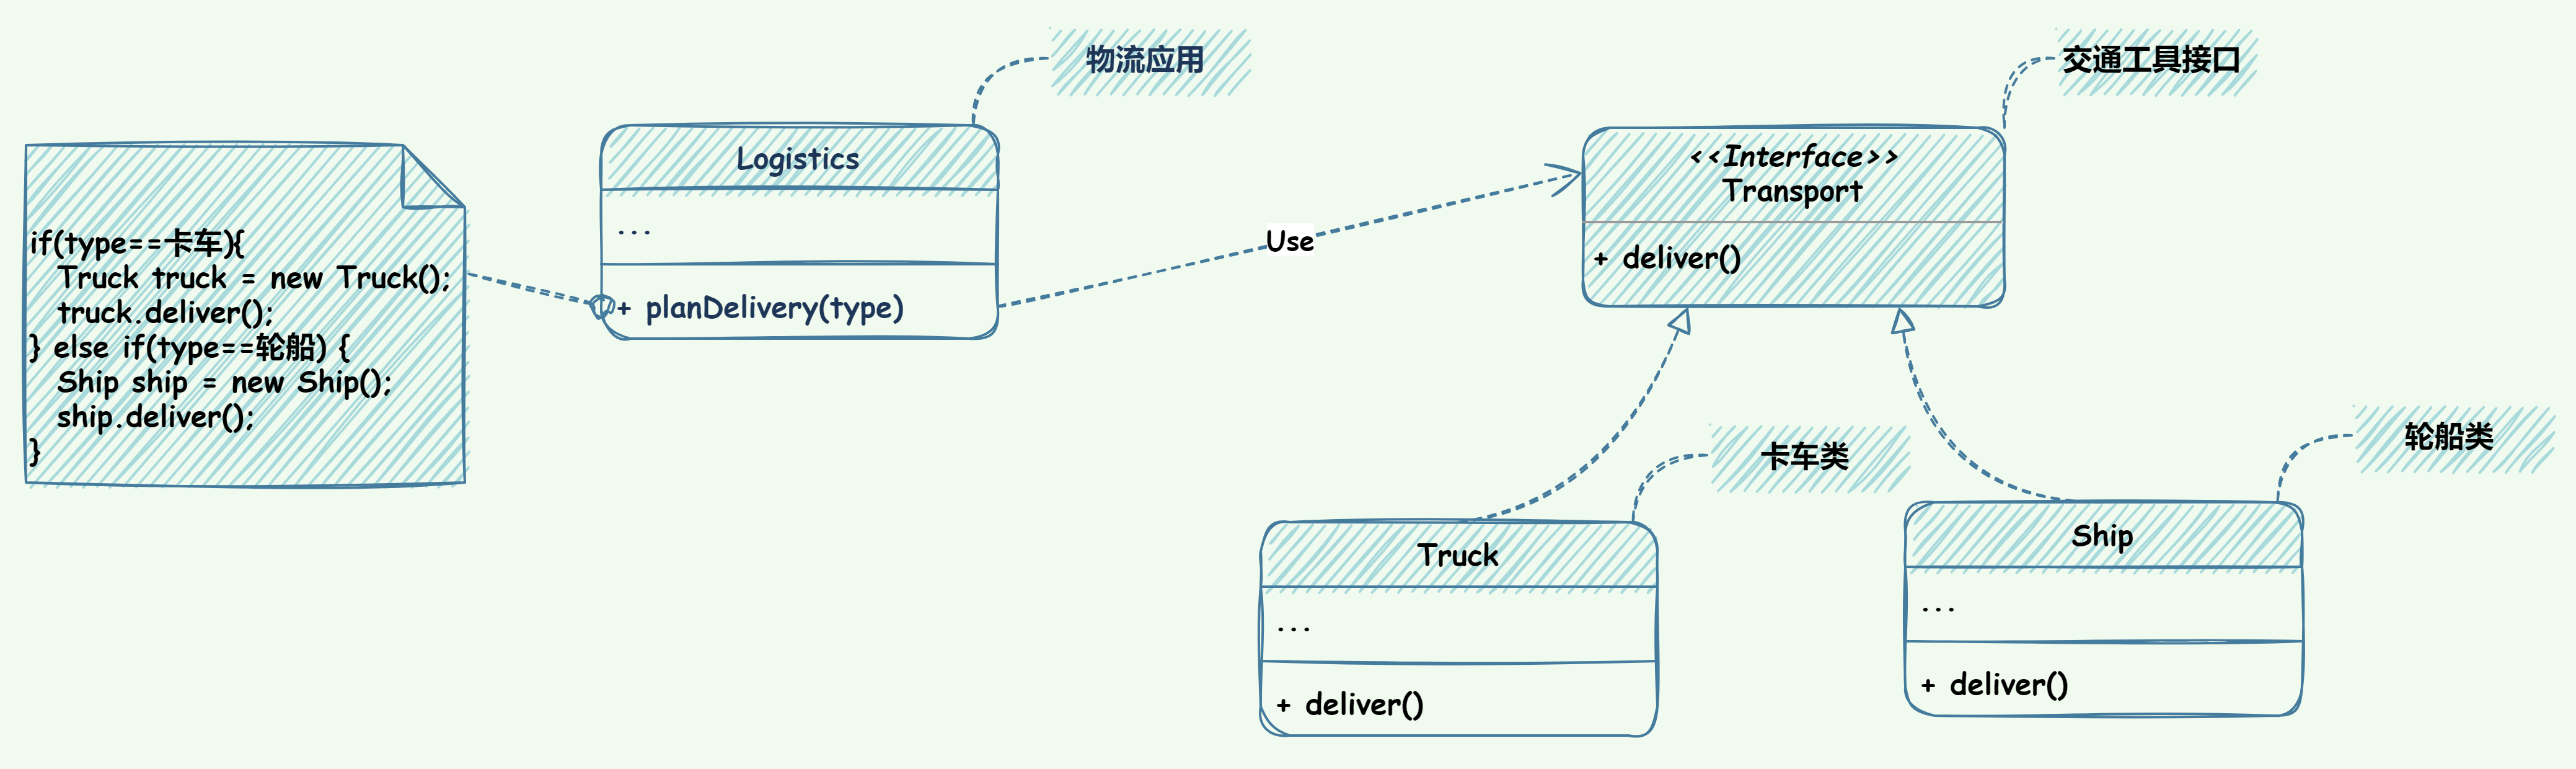 物流应用
交通工具接口
Logistics
...
+ planDelivery(type)
if(type==卡车){
Truck truck = new Truck();
truck.deliver();
} else if(type==轮船) {
Ship ship = new Ship();
ship.deliver();
}
Use
<<Interface>>
Transport
+ deliver()
卡车类
轮船类
Truck
...
+ deliver()
Ship
...
+ deliver()